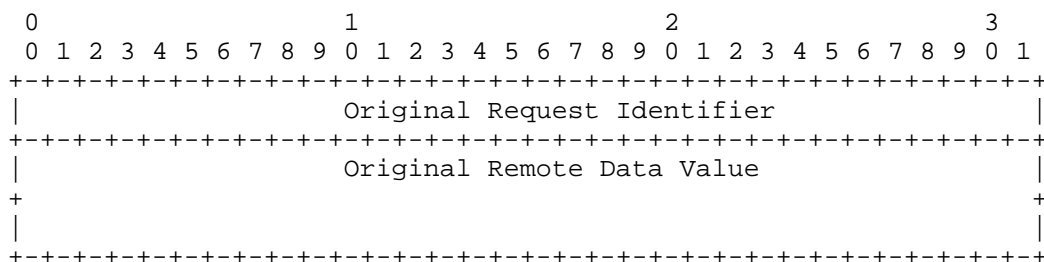 0                   1                   2                   3
 0 1 2 3 4 5 6 7 8 9 0 1 2 3 4 5 6 7 8 9 0 1 2 3 4 5 6 7 8 9 0 1
+-+-+-+-+-+-+-+-+-+-+-+-+-+-+-+-+-+-+-+-+-+-+-+-+-+-+-+-+-+-+-+-+
|                    Original Request Identifier                |
+-+-+-+-+-+-+-+-+-+-+-+-+-+-+-+-+-+-+-+-+-+-+-+-+-+-+-+-+-+-+-+-+
|                    Original Remote Data Value                 |
+                                                               +
|                                                               |
+-+-+-+-+-+-+-+-+-+-+-+-+-+-+-+-+-+-+-+-+-+-+-+-+-+-+-+-+-+-+-+-+